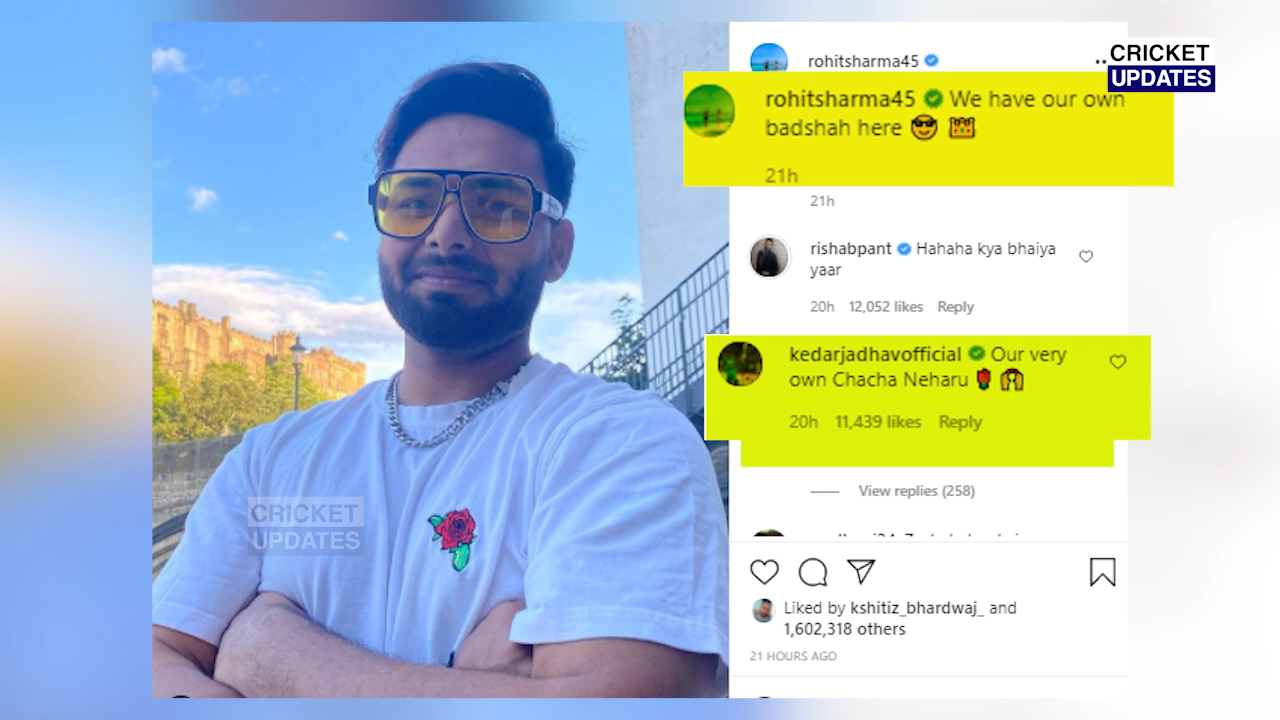 CRICKET
UPDATES
rohitsharma45
rohitsharma45 We have our own
badshah here
21h
21h
rishabpant Hahaha kya bhaiya
yaar
20h 12,052 likes Reply
kedarjadhavofficial Our very
own Chacha Neharu
20h 11,439 likes Reply
View replies (258)
CRICKET
UPDATES
Liked by kshitiz_bhardwaj_ and
1,602,318 others
21 HOURS AGO